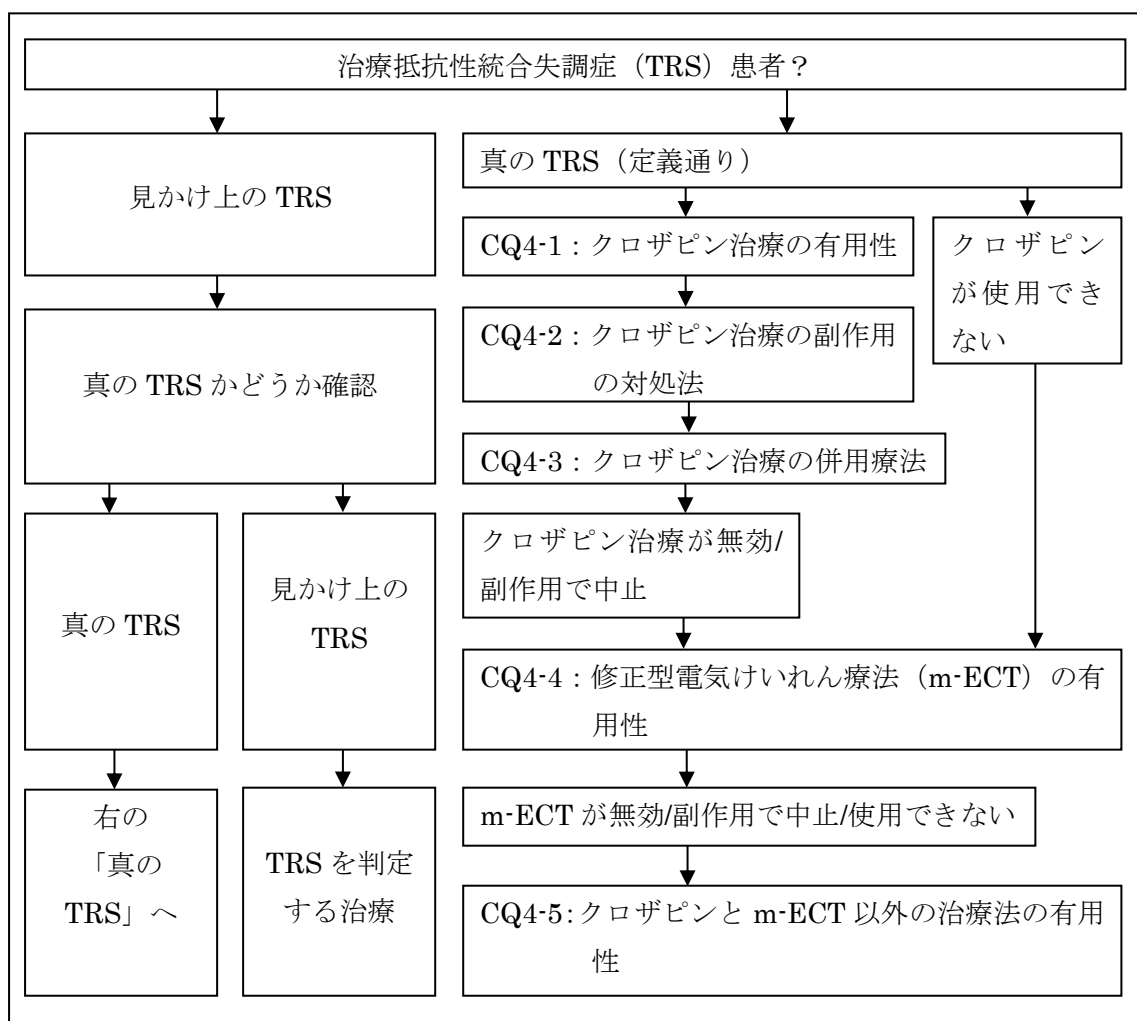 治療抵抗性統合失調症（TRS）患者？
見かけ上の TRS
真の TRS かどうか確認
真の TRS
右の
「真の
TRS」へ
見かけ上の
TRS
TRS を判定
する治療
真の TRS（定義通り）
CQ4-1：クロザピン治療の有用性
CQ4-2：クロザピン治療の副作用
の対処法
CQ4-3：クロザピン治療の併用療法
クロザピン治療が無効/
副作用で中止
クロザピン
が使用でき
ない
CQ4-4：修正型電気けいれん療法（m-ECT）の有
用性
m-ECT が無効/副作用で中止/使用できない
CQ4-5：クロザピンと m-ECT 以外の治療法の有用
性